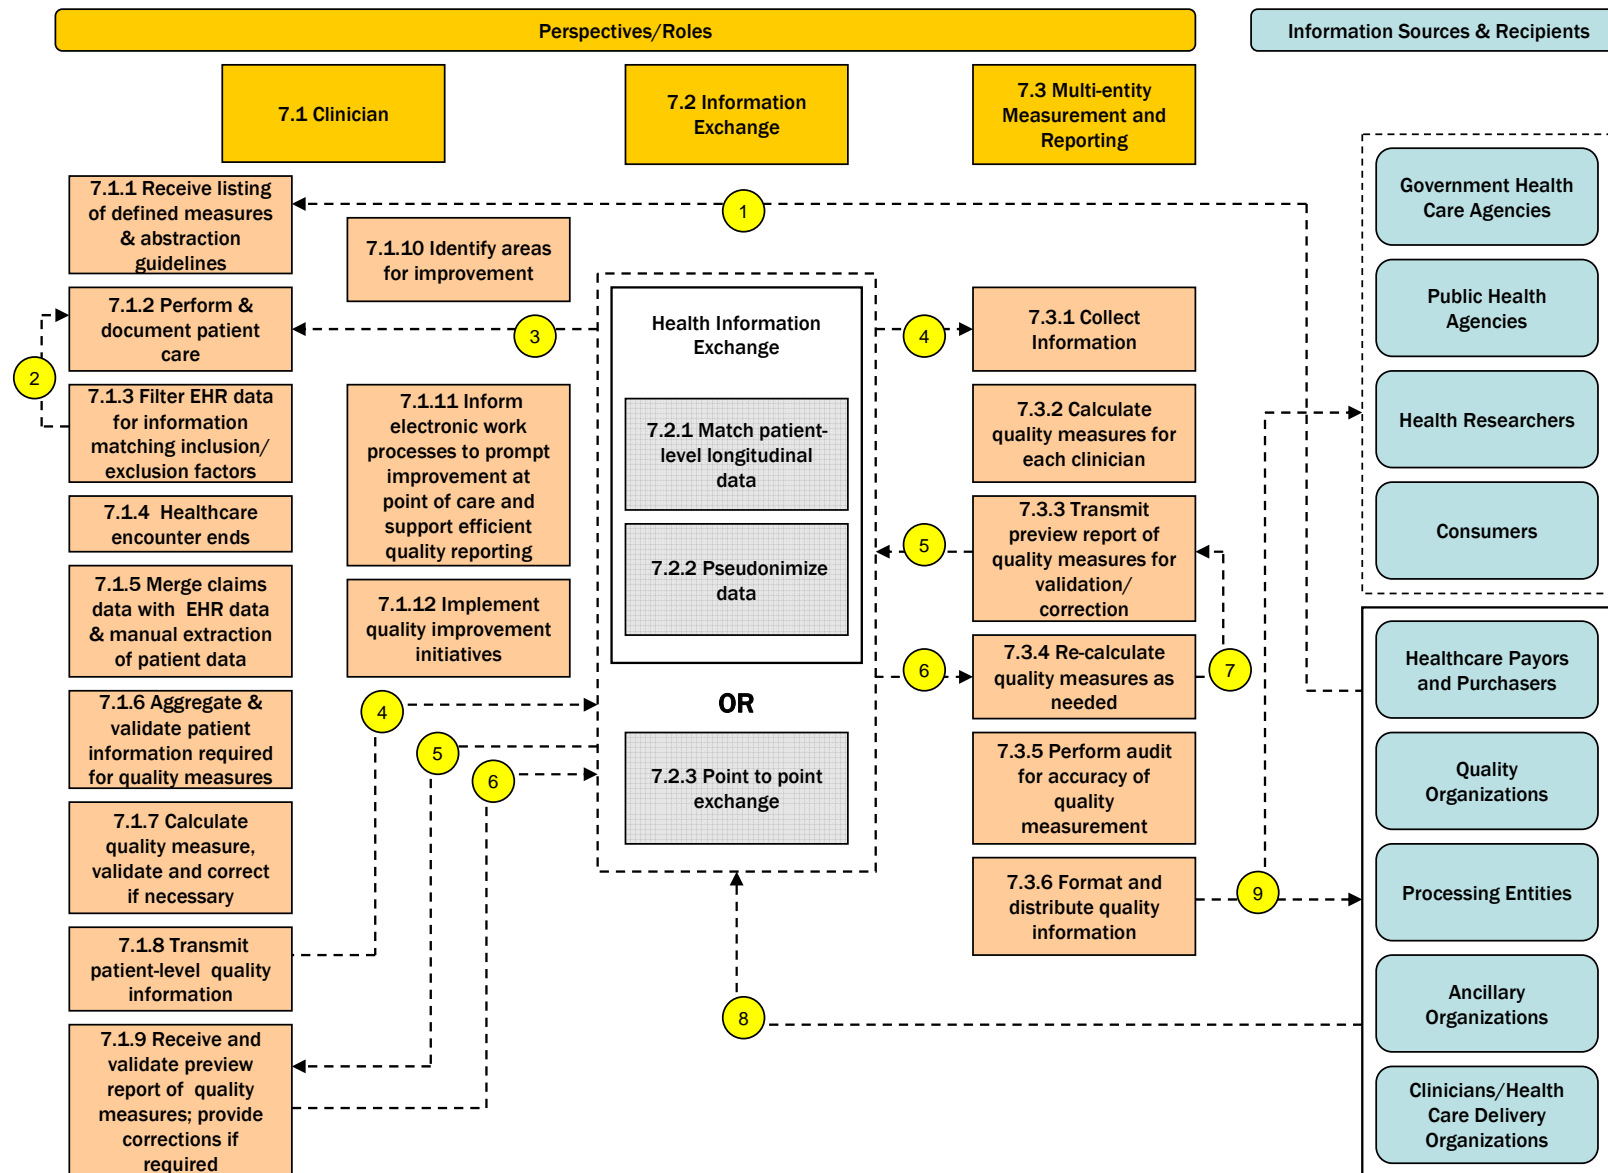 Perspectives/Roles
Information Sources & Recipients
7.1 Clinician
7.2 Information
Exchange
7.3 Multi-entity
Measurement and
Reporting
7.1.1 Receive listing
of defined measures
& abstraction
guidelines
7.1.2 Perform &
document patient
care
7.1.3 Filter EHR data
for information
matching inclusion/
exclusion factors
7.1.4 Healthcare
encounter ends
7.1.5 Merge claims
data with EHR data
& manual extraction
of patient data
7.1.6 Aggregate &
validate patient
information required
for quality measures
7.1.7 Calculate
quality measure,
validate and correct
if necessary
7.1.8 Transmit
patient-level quality
information
7.1.9 Receive and
validate preview
report of quality
measures; provide
corrections if
required
2
7.1.10 Identify areas
for improvement
7.1.11 Inform
electronic work
processes to prompt
improvement at
point of care and
support efficient
quality reporting
7.1.12 Implement
quality improvement
initiatives
1
3
4
5
6
Health Information
Exchange
7.2.1 Match patient-
level longitudinal
data
7.2.2 Pseudonimize
data
OR
7.2.3 Point to point
exchange
8
4
5
6
7.3.1 Collect
Information
7.3.2 Calculate
quality measures for
each clinician
7.3.3 Transmit
preview report of
quality measures for
validation/
correction
7.3.4 Re-calculate
quality measures as
needed
7.3.5 Perform audit
for accuracy of
quality
measurement
7.3.6 Format and
distribute quality
information
7
9
Government Health
Care Agencies
Public Health
Agencies
Health Researchers
Consumers
Healthcare Payors
and Purchasers
Quality
Organizations
Processing Entities
Ancillary
Organizations
Clinicians/Health
Care Delivery
Organizations